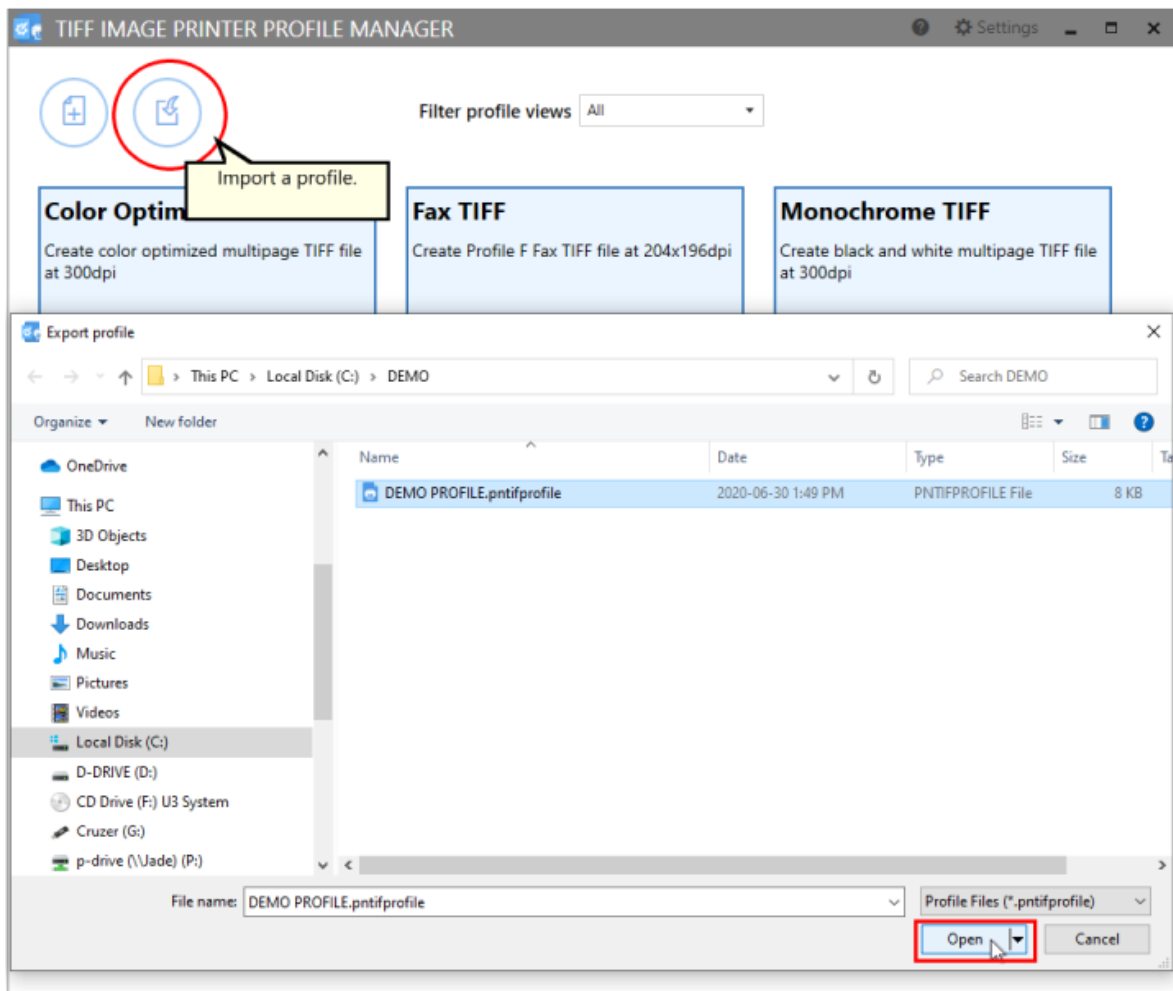 TIFF IMAGE PRINTER PROFILE MANAGER
Settings
Filter profile views All
Import a profile.
Color Optim
Create color optimized multipage TIFF file
at 300dpi
Fax TIFF
Create Profile F Fax TIFF file at 204x196dpi
Monochrome TIFF
Create black and white multipage TIFF file
at 300dpi
Export profile
This PC > Local Disk (C:) > DEMO
Search DEMO
Organize
New folder
Name Date Type Size Ta
DEMO PROFILE.pntifprofile 2020-06-30 1:49 PM PNTIFPROFILE File 8 KB
OneDrive
This PC
3D Objects
Desktop
Documents
Downloads
Music
Pictures
Videos
Local Disk (C:)
D-DRIVE (D:)
CD Drive (F:) U3 System
Cruzer (G:)
p-drive (\\Jade) (P:)
File name: DEMO PROFILE.pntifprofile
Profile Files (*.pntifprofile)
Open
Cancel